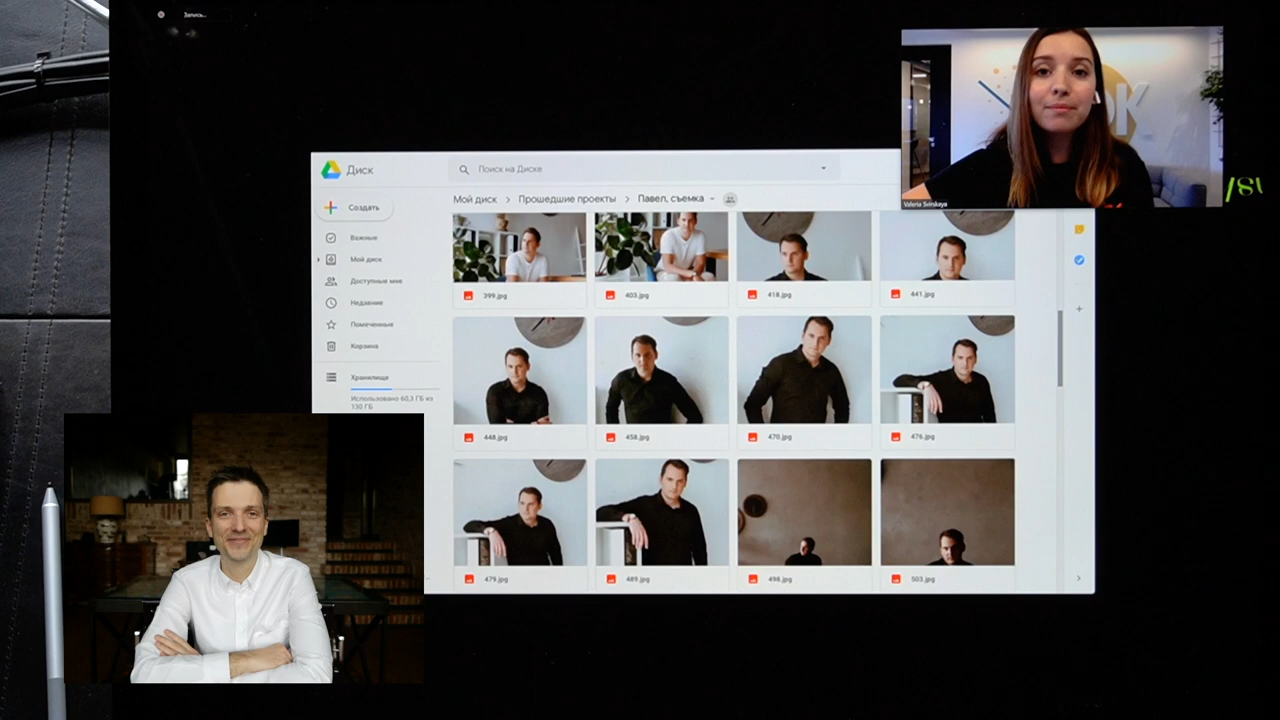 Запись...
Диск
Поиск на Диске
Создать
Мой диск > Прошедшие проекты > Павел, съемка
Важные
Мой диск
Доступные мне
Недавние
Помеченные
Корзина
Хранилище
Использовано 60,3 ГБ из
130 ГБ
399.jpg 403.jpg 418.jpg 441.jpg
448.jpg 458.jpg 470.jpg 476.jpg
479.jpg 489.jpg 498.jpg 503.jpg
Valeria Svirskaya